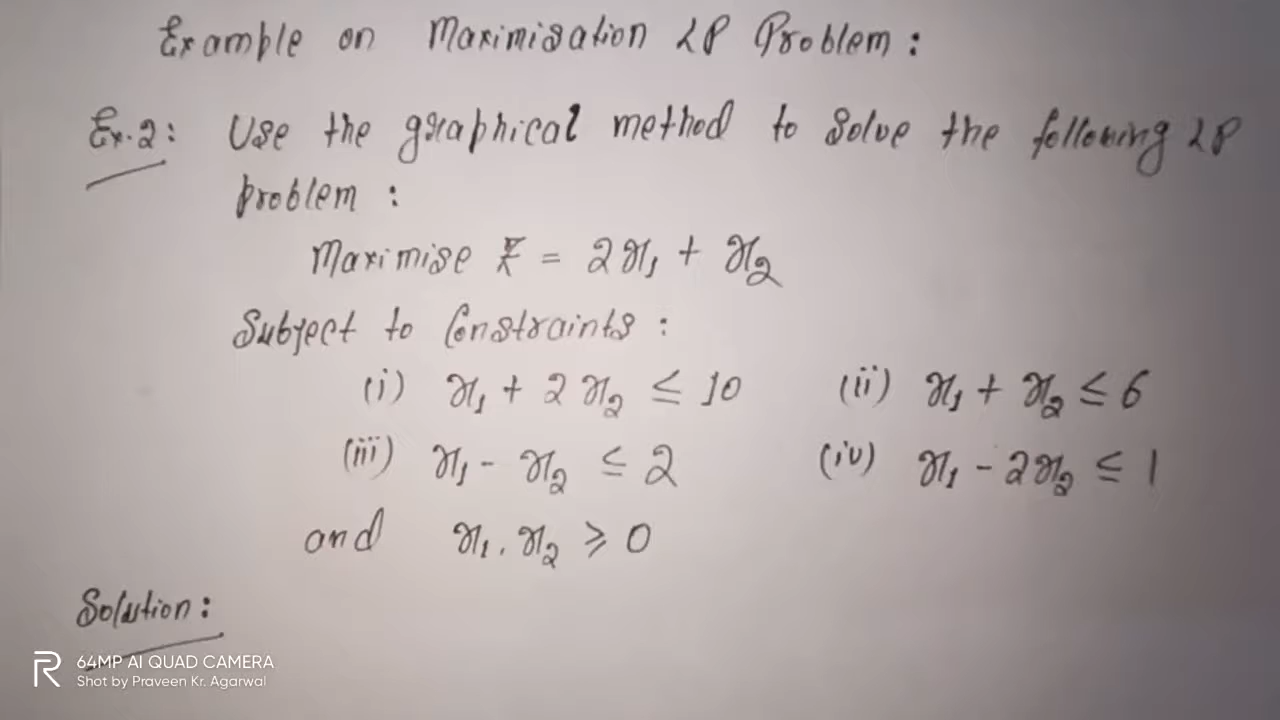 Example on Maximisation LP Problem :
Ex.2: Use the graphical method to solve the following LP
Problem :
Maximise Z = 2x₁ + x₂
Subject to Constraints :
(i) x₁ + 2x₂ ≤ 10 (ii) x₁ + x₂ ≤ 6
(iii) x₁ - x₂ ≤ 2 (iv) x₁ - 2x₂ ≤ 1
and x₁, x₂ ≥ 0
Solution :
64MP AI QUAD CAMERA
Shot by Praveen Kr. Agarwal